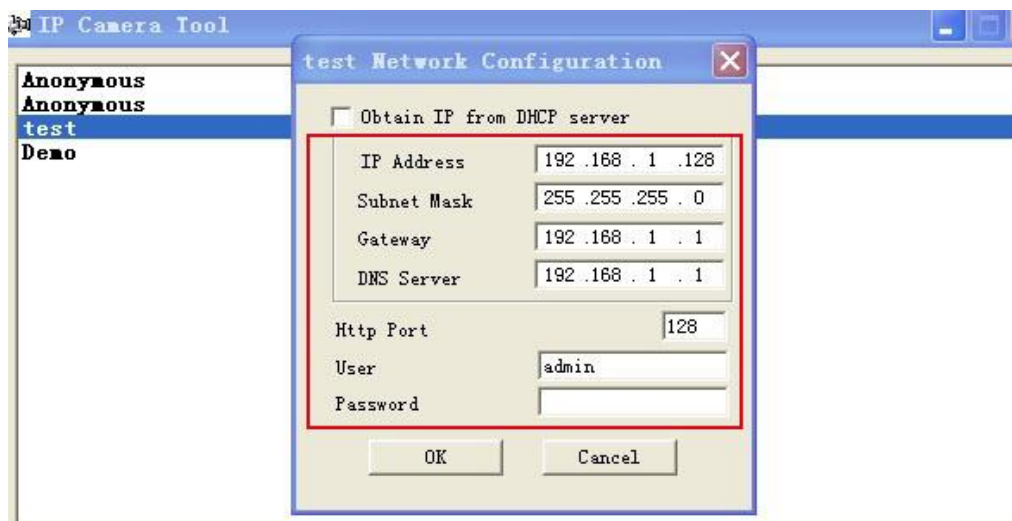 IP Camera Tool
test Network Configuration
Anonymous
Anonymous
test
Demo
Obtain IP from DHCP server
IP Address 192 .168 . 1 .128
Subnet Mask 255 .255 .255 . 0
Gateway 192 .168 . 1 . 1
DNS Server 192 .168 . 1 . 1
Http Port 128
User admin
Password
OK Cancel